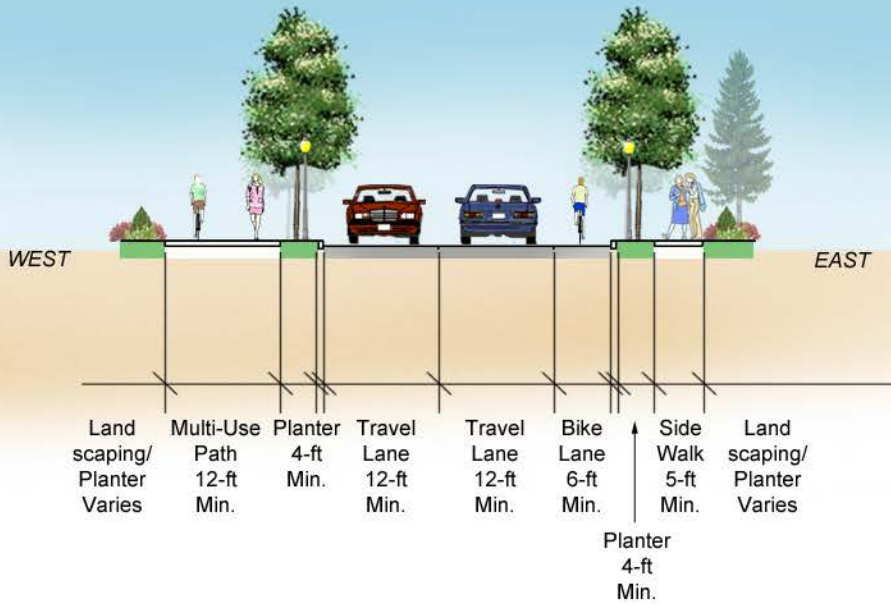 WEST
EAST
Land
scaping/
Planter
Varies
Multi-Use
Path
12-ft
Min.
Planter
4-ft
Min.
Travel
Lane
12-ft
Min.
Travel
Lane
12-ft
Min.
Bike
Lane
6-ft
Min.
Planter
4-ft
Min.
Side
Walk
5-ft
Min.
Land
scaping/
Planter
Varies